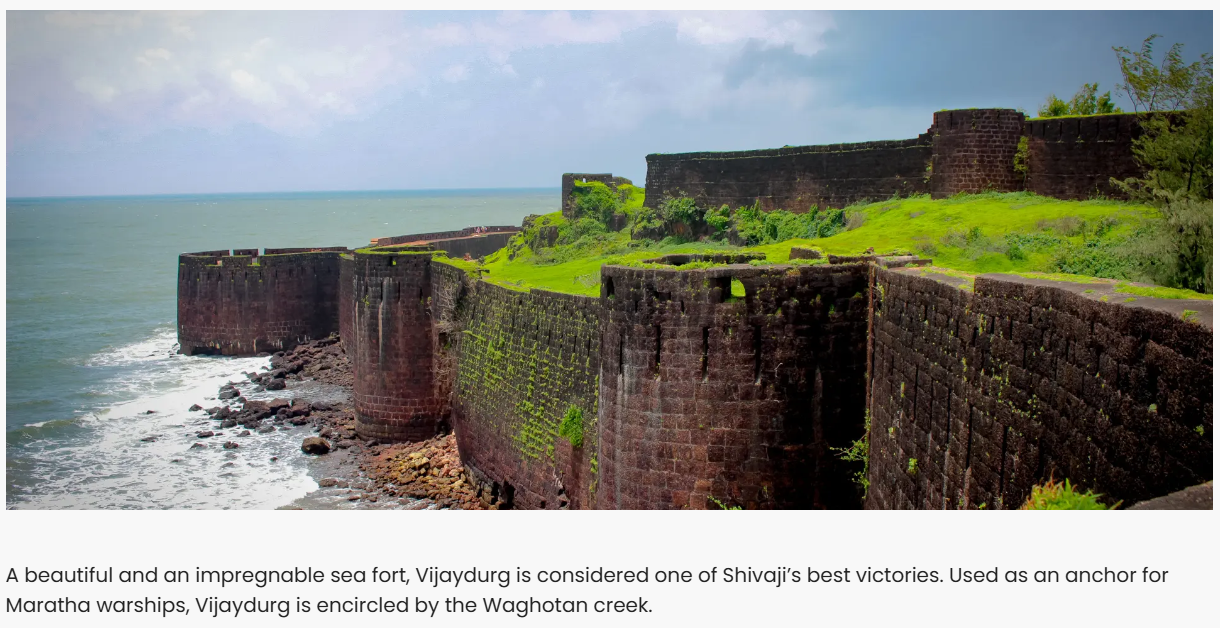 A beautiful and an impregnable sea fort, Vijaydurg is considered one of Shivaji’s best victories. Used as an anchor for
Maratha warships, Vijaydurg is encircled by the Waghotan creek.